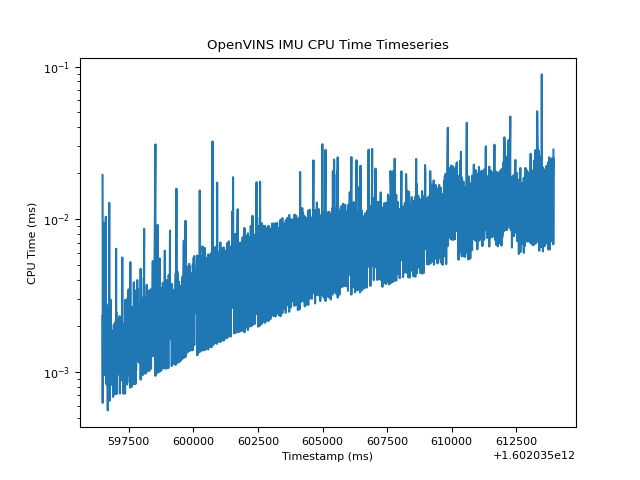 OpenVINS IMU CPU Time Timeseries
10⁻¹
10⁻²
10⁻³
CPU Time (ms)
597500 600000 602500 605000 607500 610000 612500
Timestamp (ms)
+1.602035e12